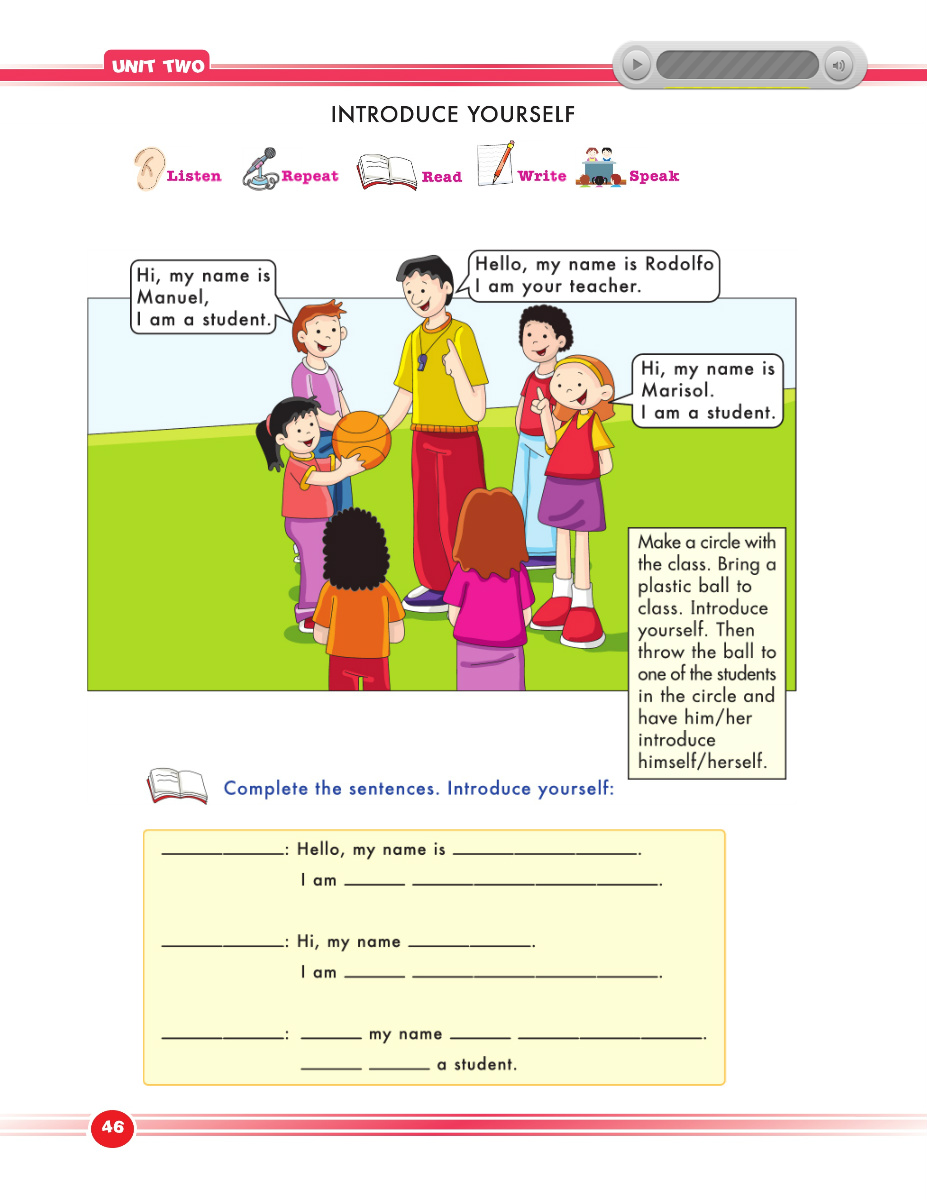 UNIT TWO
INTRODUCE YOURSELF
Listen
Repeat
Read
Write
Speak
Hi, my name is
Manuel,
I am a student.
Hello, my name is Rodolfo
I am your teacher.
Hi, my name is
Marisol.
I am a student.
Make a circle with
the class. Bring a
plastic ball to
class. Introduce
yourself. Then
throw the ball to
one of the students
in the circle and
have him/her
introduce
himself/herself.
Complete the sentences. Introduce yourself:
__________: Hello, my name is _______________.
I am _____ ____________________.
__________: Hi, my name __________.
I am _____ ____________________.
__________: _____ my name _____ _______________.
_____ _____ a student.
46